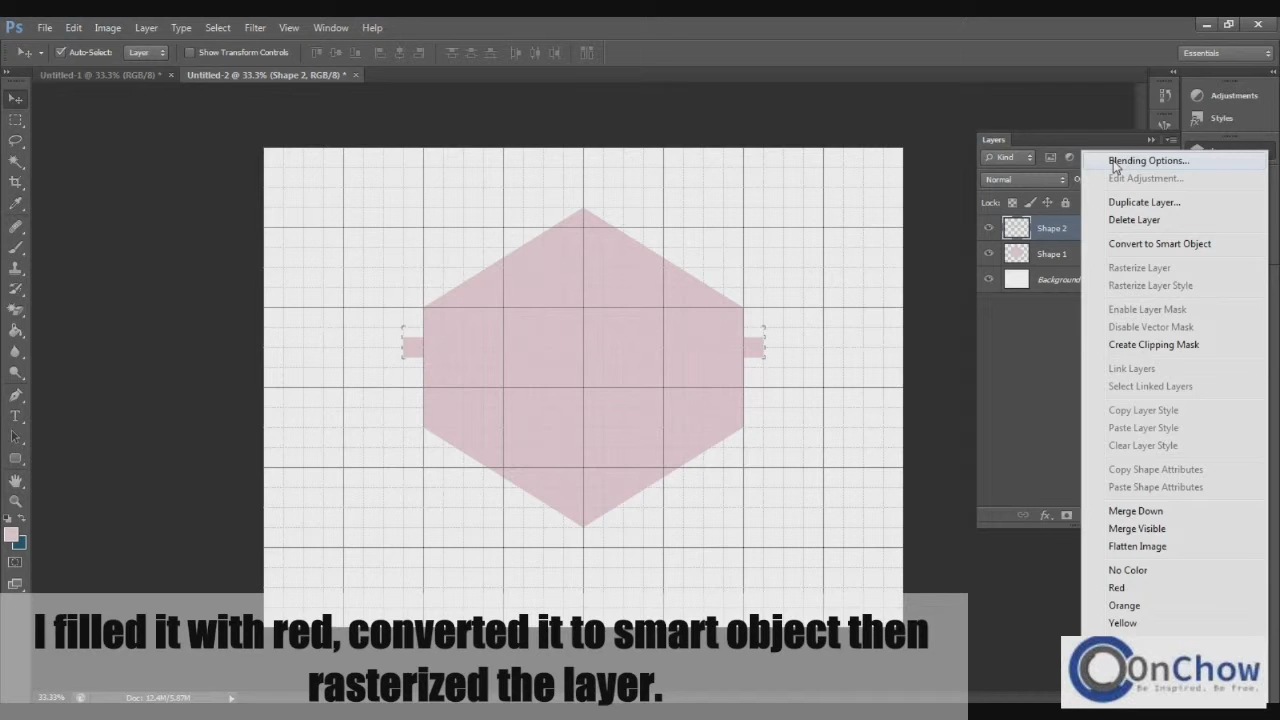 Ps File Edit Image Layer Type Select Filter View Window Help
Auto-Select: Layer Show Transform Controls Essentials
Untitled-1 @ 33.3% (RGB/8) * × Untitled-2 @ 33.3% (Shape 2, RGB/8) * ×
Adjustments
Styles
Layers
Kind
Normal
Lock:
Shape 2
Shape 1
Background
fx
Blending Options...
Edit Adjustment...
Duplicate Layer...
Delete Layer
Convert to Smart Object
Rasterize Layer
Rasterize Layer Style
Enable Layer Mask
Disable Vector Mask
Create Clipping Mask
Link Layers
Select Linked Layers
Copy Layer Style
Paste Layer Style
Clear Layer Style
Copy Shape Attributes
Paste Shape Attributes
Merge Down
Merge Visible
Flatten Image
No Color
Red
Orange
Yellow
I filled it with red, converted it to smart object then
rasterized the layer.
OnChow
Be Inspired. Be Free.
33.33% Doc: 12.4M/5.87M